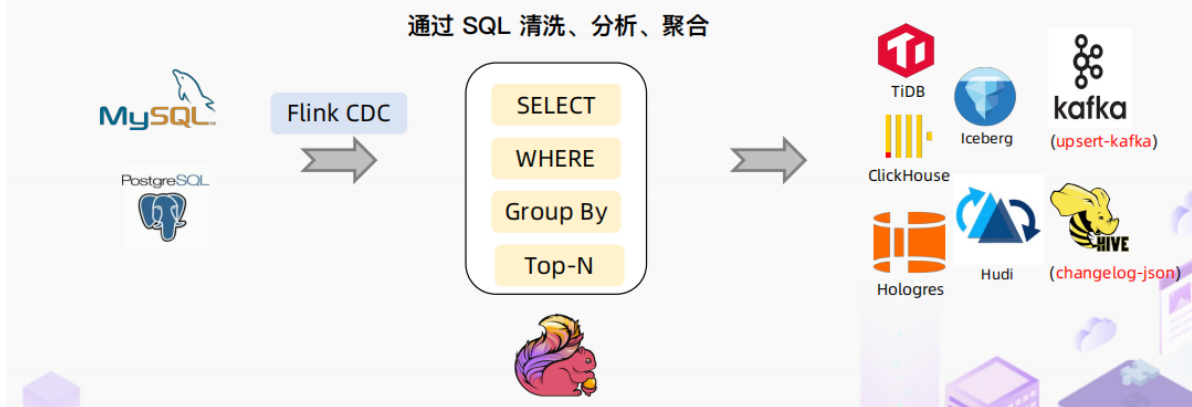 通过 SQL 清洗、分析、聚合
MySQL
PostgreSQL
Flink CDC
SELECT
WHERE
Group By
Top-N
TiDB
Iceberg
kafka
(upsert-kafka)
ClickHouse
Hologres
Hudi
HIVE
(changelog-json)